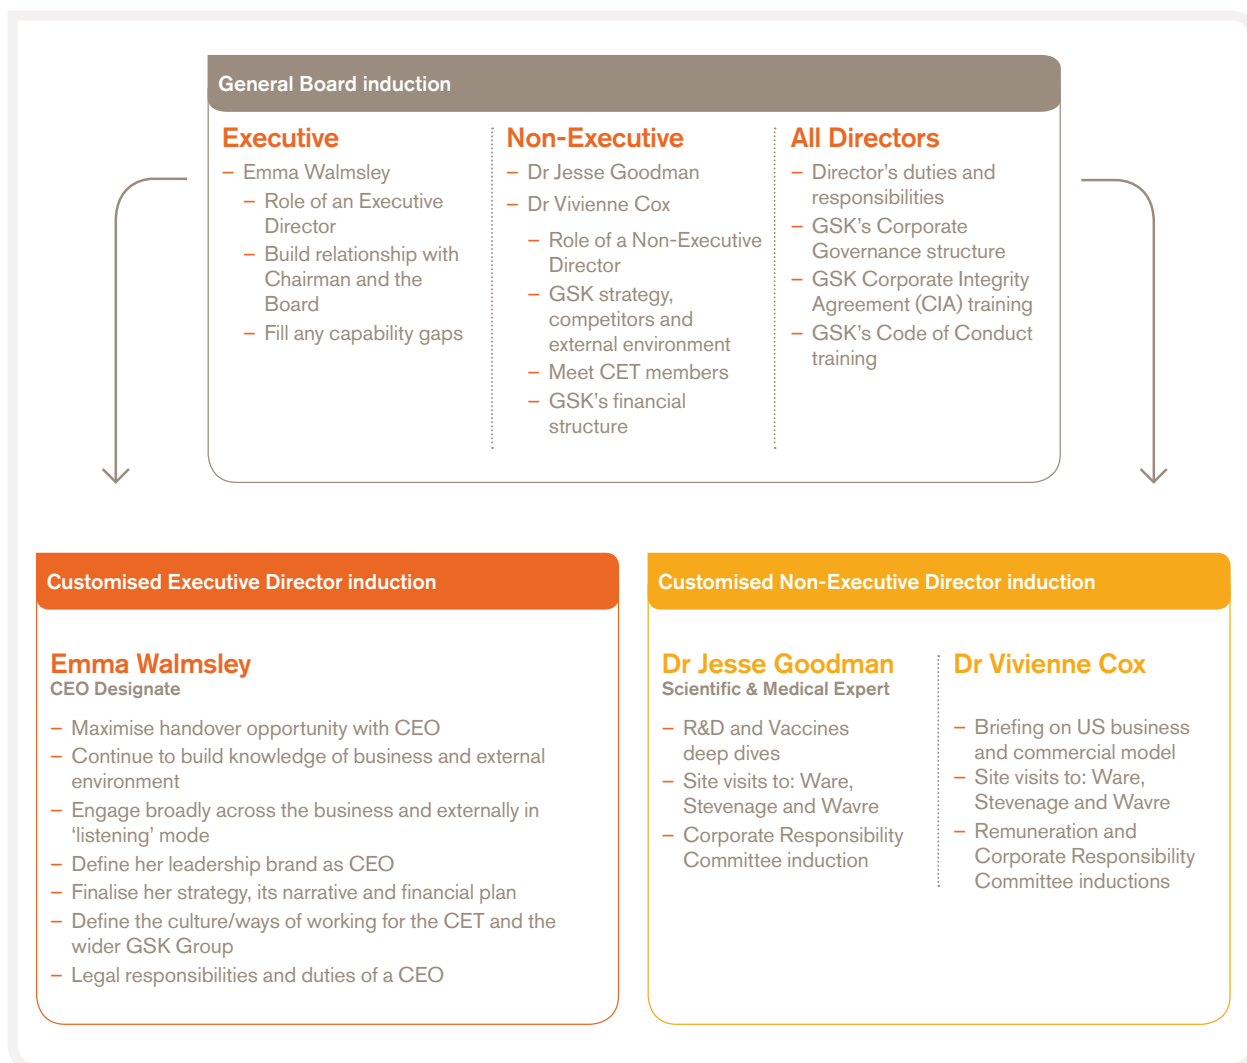 General Board induction
Executive
– Emma Walmsley
– Role of an Executive
Director
– Build relationship with
Chairman and the
Board
– Fill any capability gaps
Non-Executive
– Dr Jesse Goodman
– Dr Vivienne Cox
– Role of a Non-Executive
Director
– GSK strategy,
competitors and
external environment
– Meet CET members
– GSK’s financial
structure
All Directors
– Director’s duties and
responsibilities
– GSK’s Corporate
Governance structure
– GSK Corporate Integrity
Agreement (CIA) training
– GSK’s Code of Conduct
training
Customised Executive Director induction
Emma Walmsley
CEO Designate
– Maximise handover opportunity with CEO
– Continue to build knowledge of business and external
environment
– Engage broadly across the business and externally in
‘listening’ mode
– Define her leadership brand as CEO
– Finalise her strategy, its narrative and financial plan
– Define the culture/ways of working for the CET and the
wider GSK Group
– Legal responsibilities and duties of a CEO
Customised Non-Executive Director induction
Dr Jesse Goodman
Scientific & Medical Expert
– R&D and Vaccines
deep dives
– Site visits to: Ware,
Stevenage and Wavre
– Corporate Responsibility
Committee induction
Dr Vivienne Cox
– Briefing on US business
and commercial model
– Site visits to: Ware,
Stevenage and Wavre
– Remuneration and
Corporate Responsibility
Committee inductions